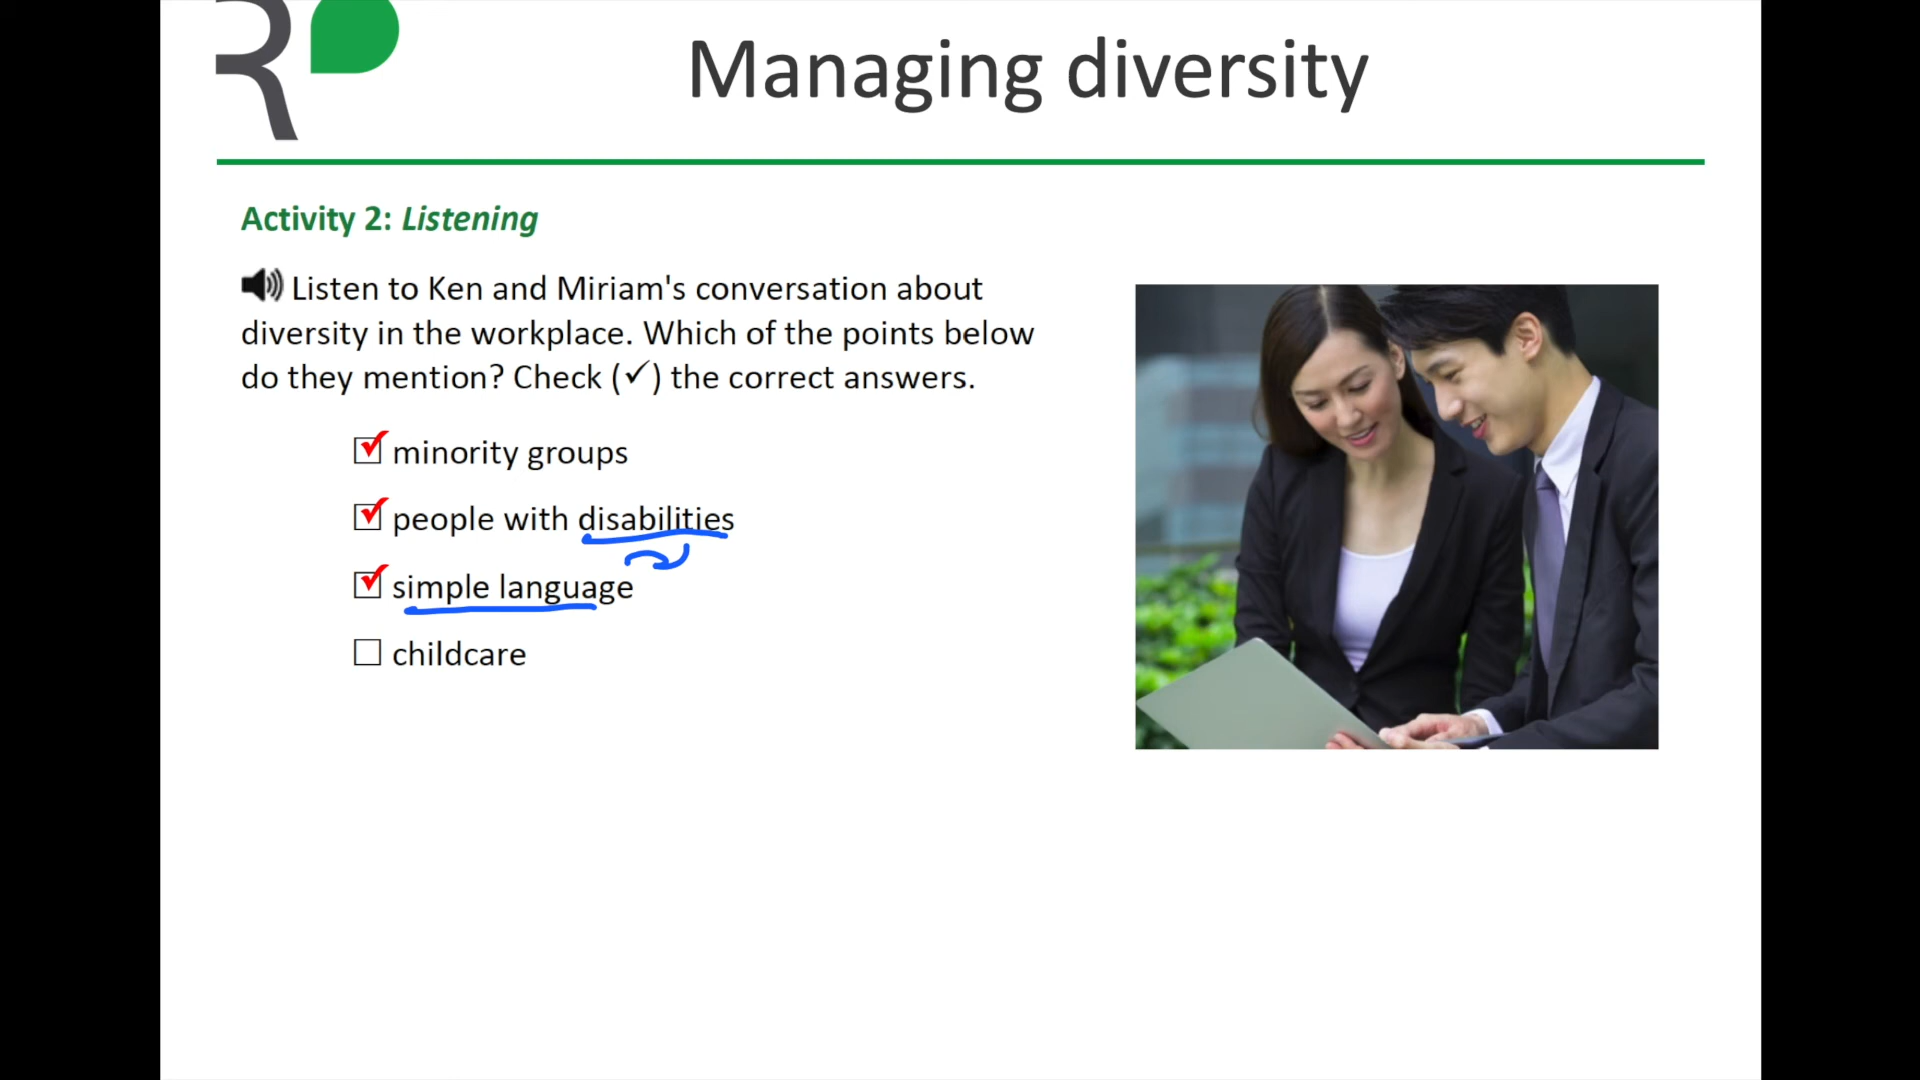 Managing diversity
Activity 2: Listening
Listen to Ken and Miriam's conversation about
diversity in the workplace. Which of the points below
do they mention? Check (✓) the correct answers.
minority groups
people with disabilities
simple language
childcare